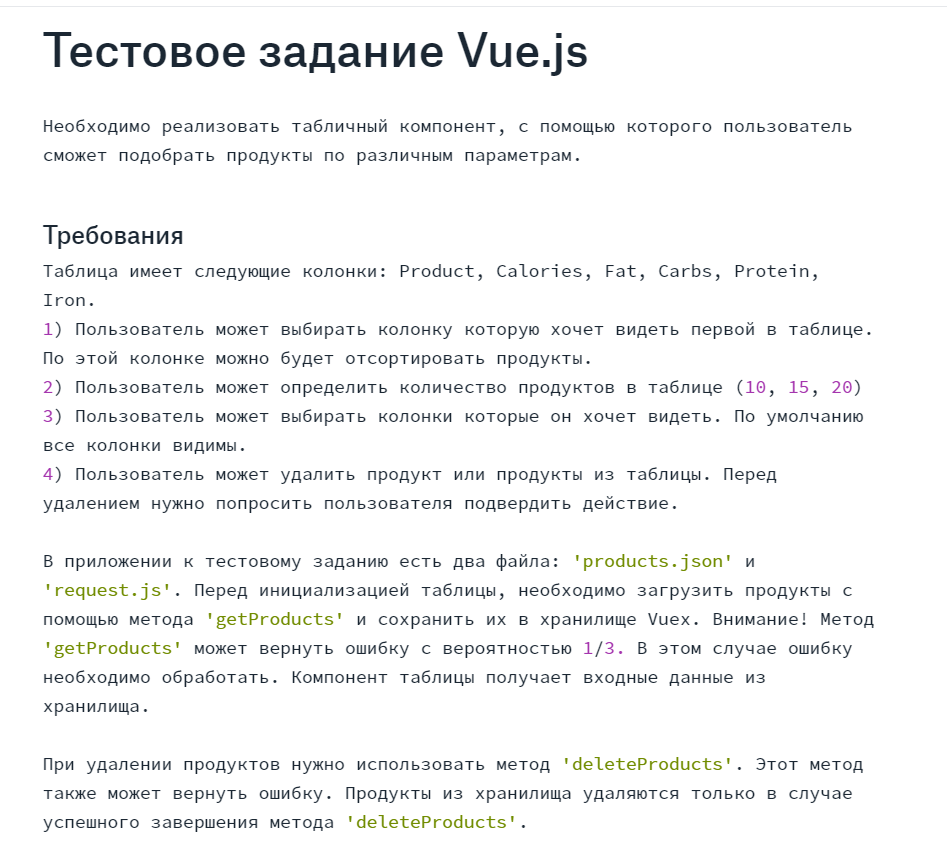 Тестовое задание Vue.js
Необходимо реализовать табличный компонент, с помощью которого пользователь
сможет подобрать продукты по различным параметрам.
Требования
Таблица имеет следующие колонки: Product, Calories, Fat, Carbs, Protein,
Iron.
1) Пользователь может выбирать колонку которую хочет видеть первой в таблице.
По этой колонке можно будет отсортировать продукты.
2) Пользователь может определить количество продуктов в таблице (10, 15, 20)
3) Пользователь может выбирать колонки которые он хочет видеть. По умолчанию
все колонки видимы.
4) Пользователь может удалить продукт или продукты из таблицы. Перед
удалением нужно попросить пользователя подвердить действие.
В приложении к тестовому заданию есть два файла: 'products.json' и
'request.js'. Перед инициализацией таблицы, необходимо загрузить продукты с
помощью метода 'getProducts' и сохранить их в хранилище Vuex. Внимание! Метод
'getProducts' может вернуть ошибку с вероятностью 1/3. В этом случае ошибку
необходимо обработать. Компонент таблицы получает входные данные из
хранилища.
При удалении продуктов нужно использовать метод 'deleteProducts'. Этот метод
также может вернуть ошибку. Продукты из хранилища удаляются только в случае
успешного завершения метода 'deleteProducts'.